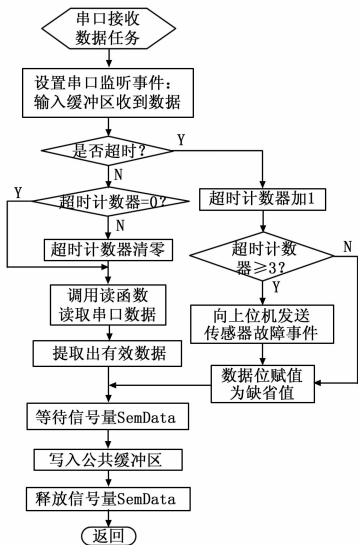 串口接收
数据任务
设置串口监听事件：
输入缓冲区收到数据
是否超时？
Y
N
Y
超时计数器=0？
超时计数器加1
N
超时计数器清零
超时计数
器≥3？
N
Y
调用读函数
读取串口数据
向上位机发送
传感器故障事件
提取出有效数据
数据位赋值
为缺省值
等待信号量SemData
写入公共缓冲区
释放信号量SemData
返回